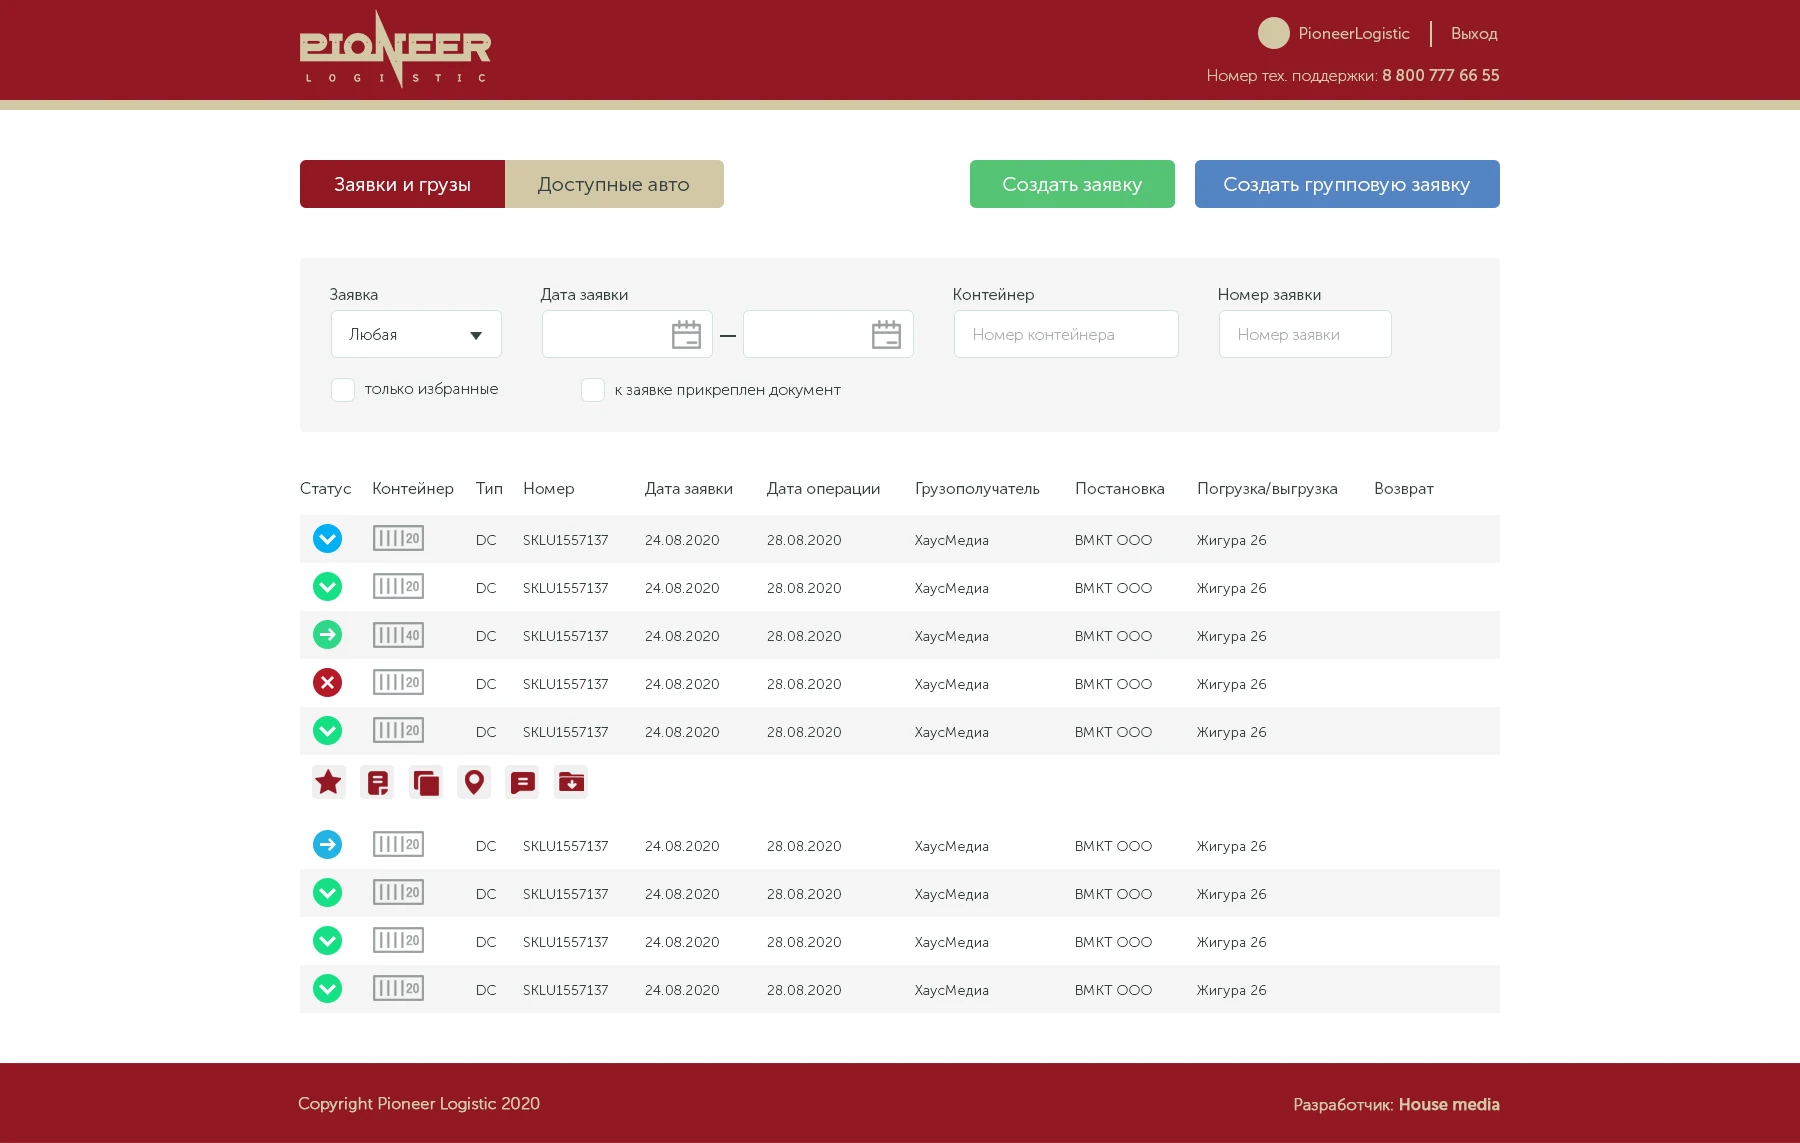 PIONEER
LOGISTIC
PioneerLogistic Выход
Номер тех. поддержки: 8 800 777 66 55
Заявки и грузы Доступные авто Создать заявку Создать групповую заявку
Заявка Дата заявки Контейнер Номер заявки
Любая — Номер контейнера Номер заявки
только избранные к заявке прикреплен документ
Статус Контейнер Тип Номер Дата заявки Дата операции Грузополучатель Постановка Погрузка/выгрузка Возврат
20 DC SKLU1557137 24.08.2020 28.08.2020 ХаусМедиа ВМКТ ООО Жигура 26
20 DC SKLU1557137 24.08.2020 28.08.2020 ХаусМедиа ВМКТ ООО Жигура 26
40 DC SKLU1557137 24.08.2020 28.08.2020 ХаусМедиа ВМКТ ООО Жигура 26
20 DC SKLU1557137 24.08.2020 28.08.2020 ХаусМедиа ВМКТ ООО Жигура 26
20 DC SKLU1557137 24.08.2020 28.08.2020 ХаусМедиа ВМКТ ООО Жигура 26
20 DC SKLU1557137 24.08.2020 28.08.2020 ХаусМедиа ВМКТ ООО Жигура 26
20 DC SKLU1557137 24.08.2020 28.08.2020 ХаусМедиа ВМКТ ООО Жигура 26
20 DC SKLU1557137 24.08.2020 28.08.2020 ХаусМедиа ВМКТ ООО Жигура 26
20 DC SKLU1557137 24.08.2020 28.08.2020 ХаусМедиа ВМКТ ООО Жигура 26
Copyright Pioneer Logistic 2020 Разработчик: House media